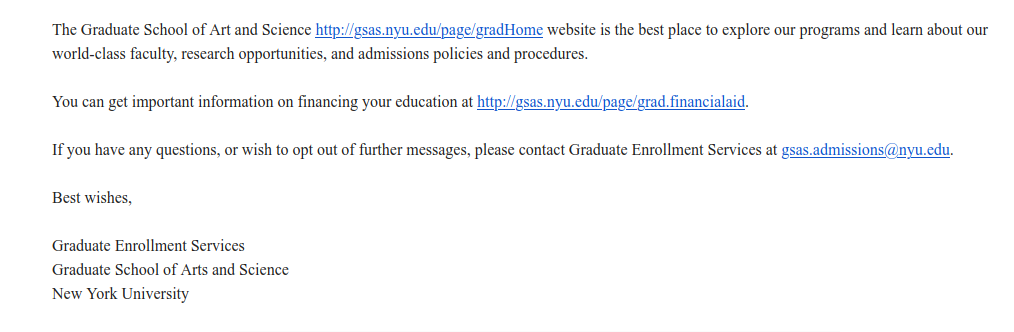 The Graduate School of Art and Science http://gsas.nyu.edu/page/gradHome website is the best place to explore our programs and learn about our
world-class faculty, research opportunities, and admissions policies and procedures.
You can get important information on financing your education at http://gsas.nyu.edu/page/grad.financialaid.
If you have any questions, or wish to opt out of further messages, please contact Graduate Enrollment Services at gsas.admissions@nyu.edu.
Best wishes,
Graduate Enrollment Services
Graduate School of Arts and Science
New York University